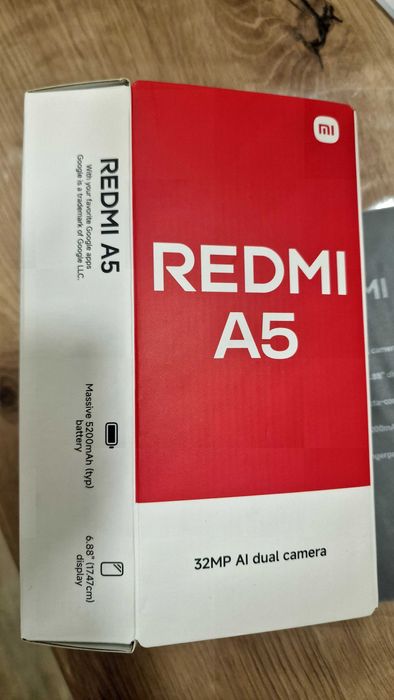 mi
REDMI
A5
32MP AI dual camera
REDMI A5
With your favorite Google apps
Google is a trademark of Google LLC.
Massive 5200mAh (typ)
battery
6.88" (17.47cm)
display
MI